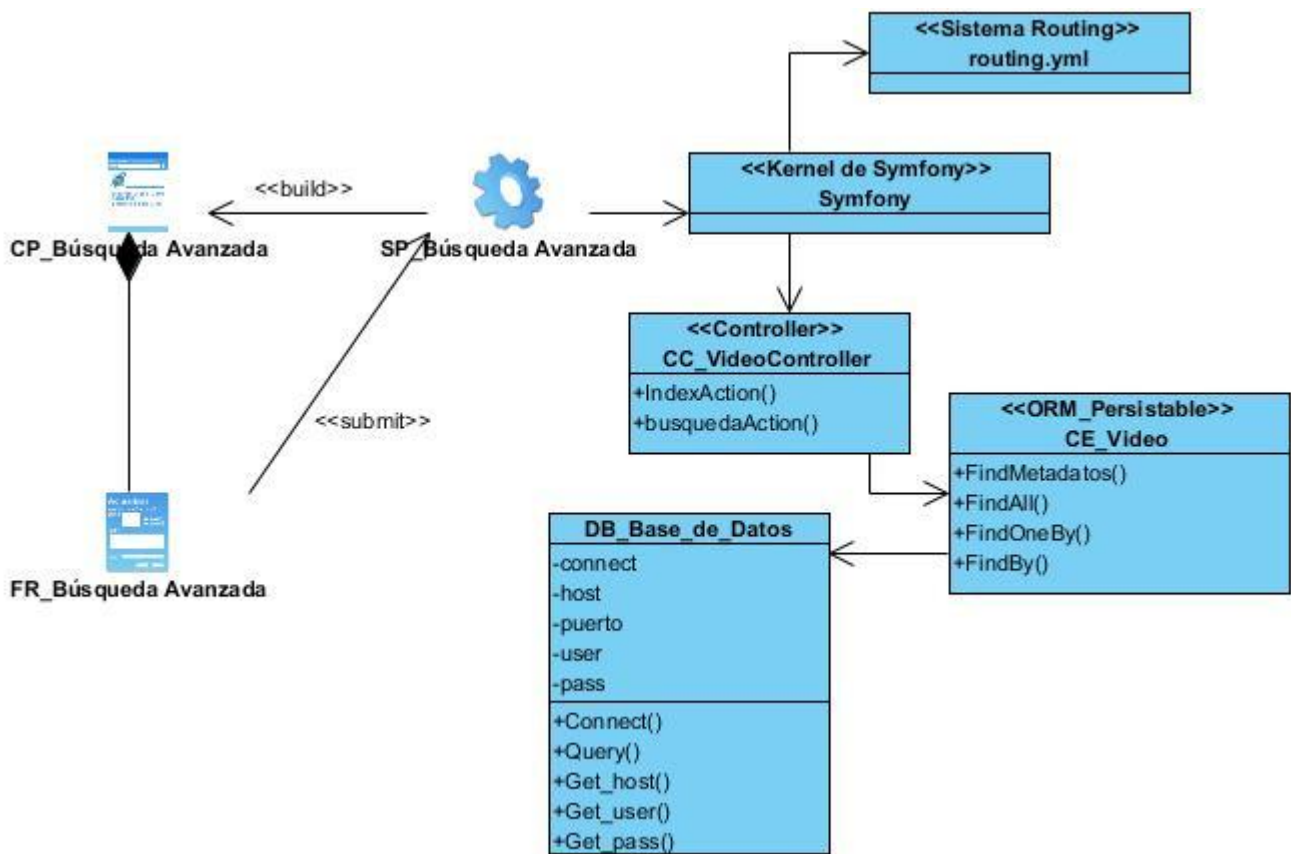 <<Sistema Routing>>
routing.yml
<<Kernel de Symfony>>
Symfony
<<build>>
CP_Búsqueda Avanzada
SP_Búsqueda Avanzada
<<submit>>
FR_Búsqueda Avanzada
<<Controller>>
CC_VideoController
+IndexAction()
+busquedaAction()
<<ORM_Persistable>>
CE_Video
+FindMetadatos()
+FindAll()
+FindOneBy()
+FindBy()
DB_Base_de_Datos
-connect
-host
-puerto
-user
-pass
+Connect()
+Query()
+Get_host()
+Get_user()
+Get_pass()